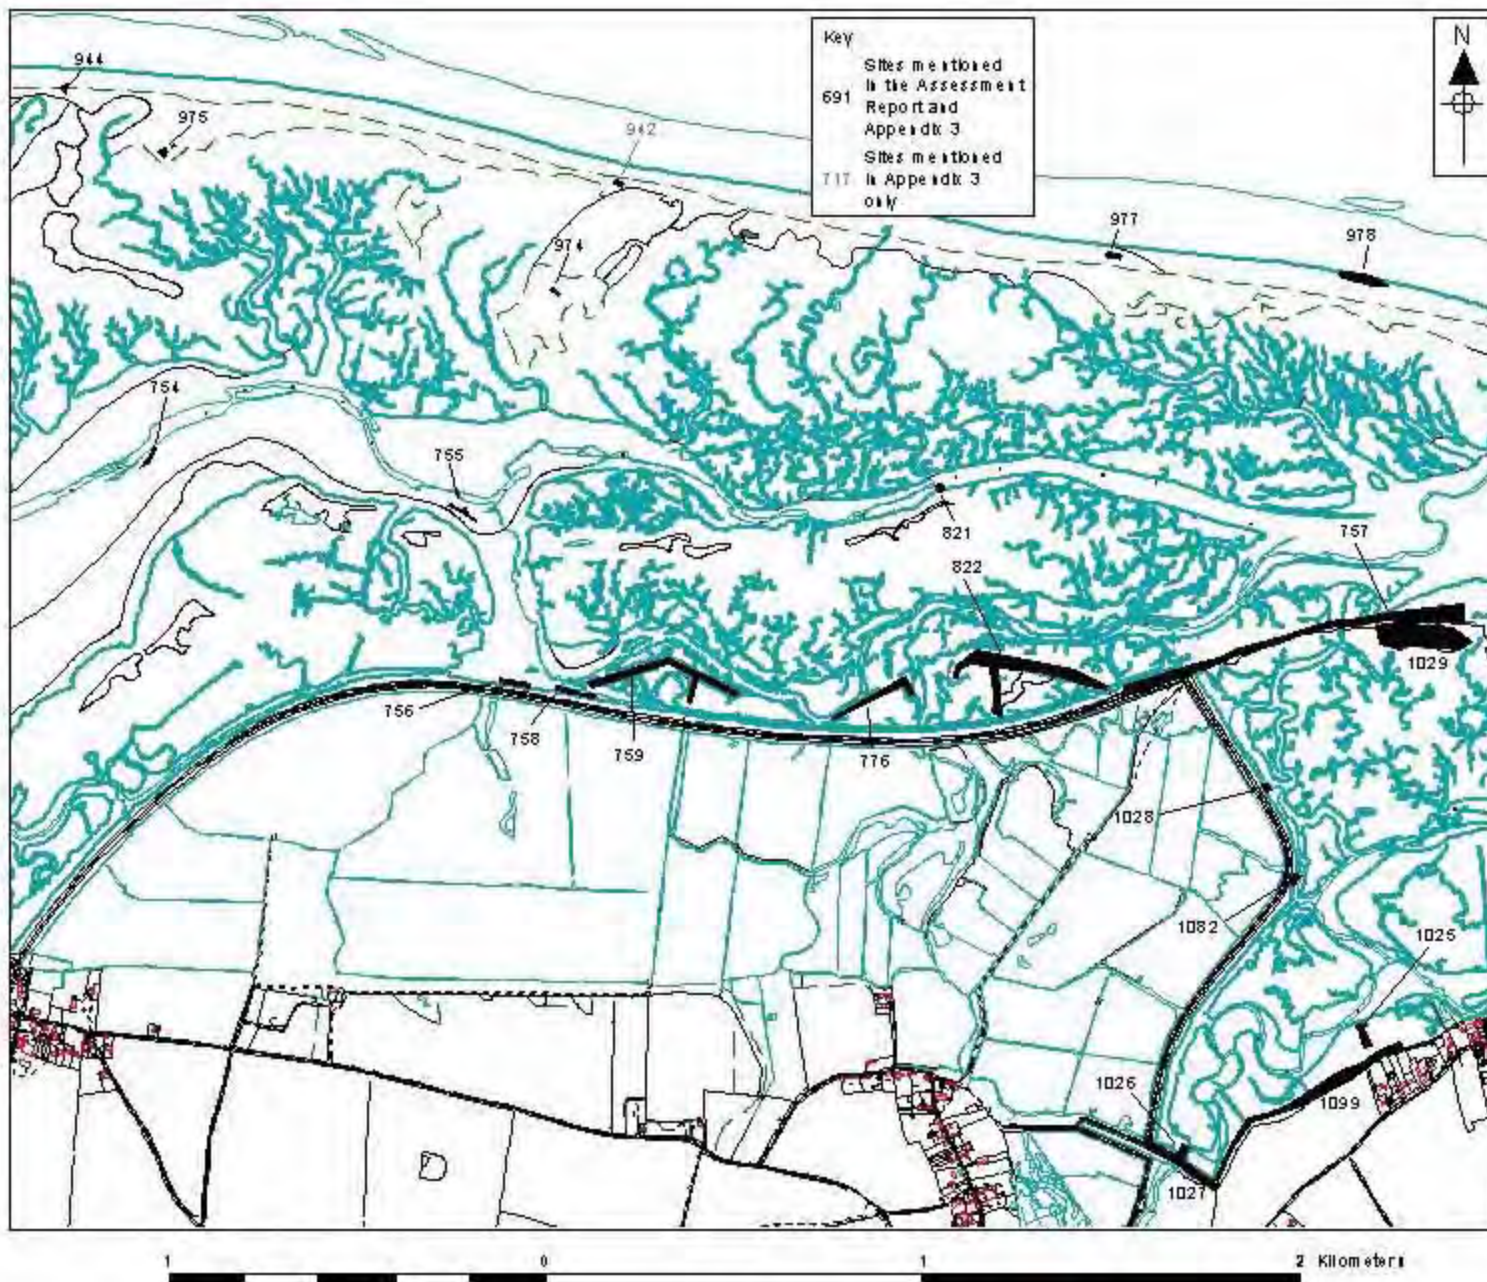 Key
Sites mentioned
in the Assessment
691 Report and
Appendix 3
Sites mentioned
717 in Appendix 3
only
N
944
975
942
974
977
978
754
755
821
822
757
1029
756
758
759
776
1028
1082
1025
1026
1099
1027
1 0 1 2 Kilometers